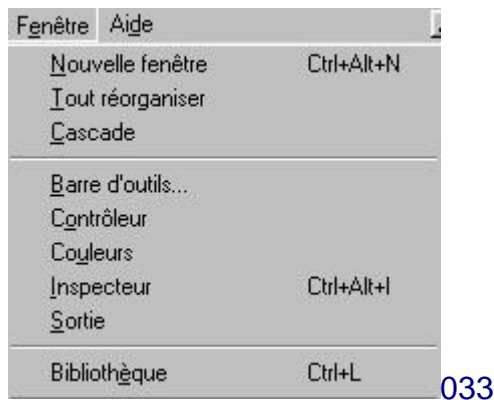 Fenêtre Aide
Nouvelle fenêtre Ctrl+Alt+N
Tout réorganiser
Cascade
Barre d'outils...
Contrôleur
Couleurs
Inspecteur Ctrl+Alt+I
Sortie
Bibliothèque Ctrl+L
033